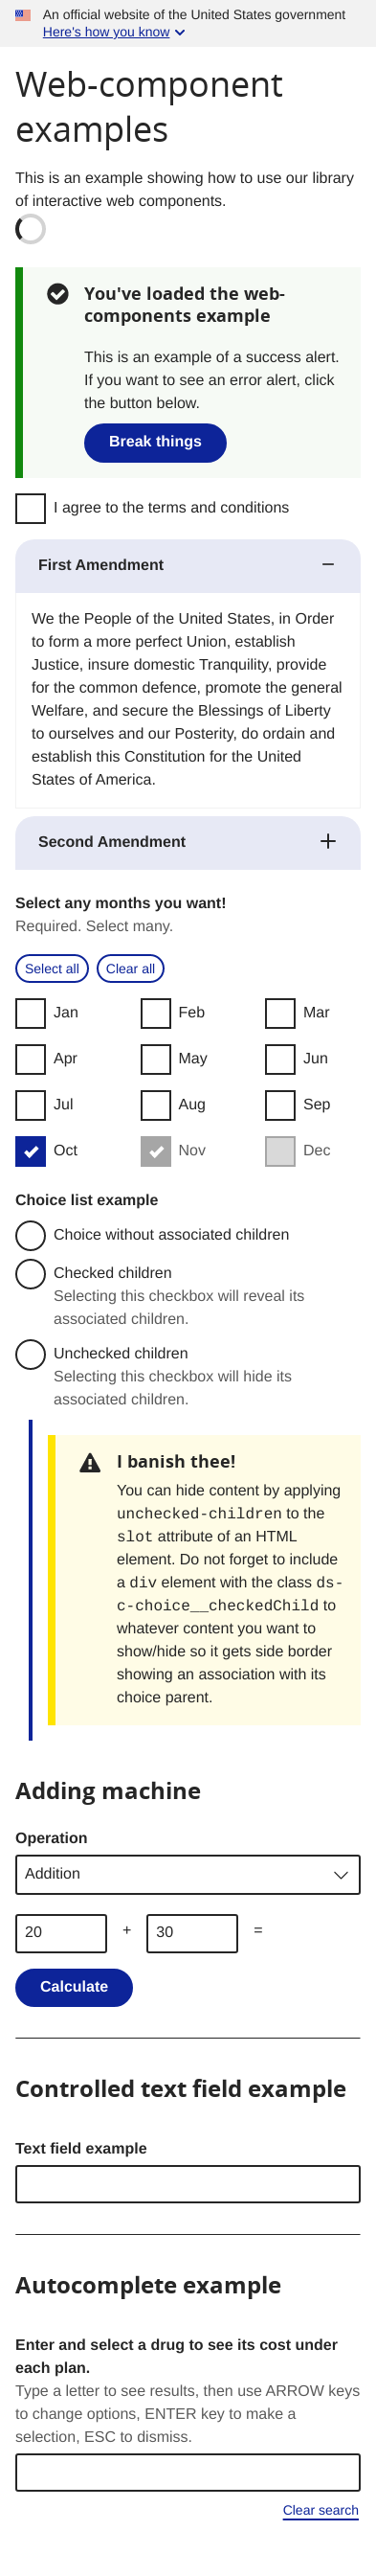 An official website of the United States government
Here's how you know
Web-component
examples
This is an example showing how to use our library
of interactive web components.
You've loaded the web-
components example
This is an example of a success alert.
If you want to see an error alert, click
the button below.
Break things
I agree to the terms and conditions
First Amendment
We the People of the United States, in Order
to form a more perfect Union, establish
Justice, insure domestic Tranquility, provide
for the common defence, promote the general
Welfare, and secure the Blessings of Liberty
to ourselves and our Posterity, do ordain and
establish this Constitution for the United
States of America.
Second Amendment
Select any months you want!
Required. Select many.
Select all Clear all
Jan Feb Mar
Apr May Jun
Jul Aug Sep
Oct Nov Dec
Choice list example
Choice without associated children
Checked children
Selecting this checkbox will reveal its
associated children.
Unchecked children
Selecting this checkbox will hide its
associated children.
I banish thee!
You can hide content by applying
unchecked-children to the
slot attribute of an HTML
element. Do not forget to include
a div element with the class ds-
c-choice__checkedChild to
whatever content you want to
show/hide so it gets side border
showing an association with its
choice parent.
Adding machine
Operation
Addition
20 + 30 =
Calculate
Controlled text field example
Text field example
Autocomplete example
Enter and select a drug to see its cost under
each plan.
Type a letter to see results, then use ARROW keys
to change options, ENTER key to make a
selection, ESC to dismiss.
Clear search